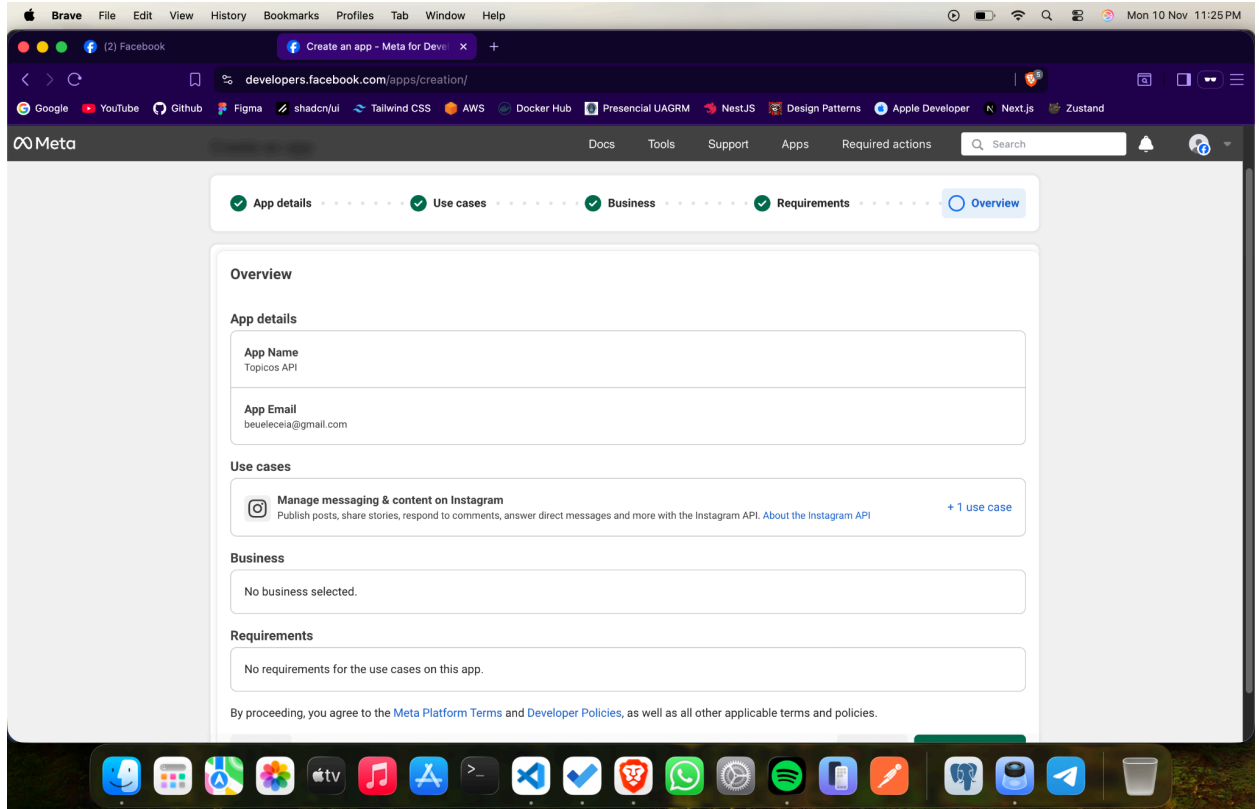 Brave File Edit View History Bookmarks Profiles Tab Window Help Mon 10 Nov 11:25 PM
(2) Facebook Create an app - Meta for Devel
developers.facebook.com/apps/creation/ 5
Google YouTube Github Figma shadcn/ui Tailwind CSS AWS Docker Hub Presencial UAGRM NestJS Design Patterns Apple Developer Next.js Zustand
Meta Create an app Docs Tools Support Apps Required actions Search
App details Use cases Business Requirements Overview
Overview
App details
App Name
Topicos API
App Email
beueleceia@gmail.com
Use cases
Manage messaging & content on Instagram
Publish posts, share stories, respond to comments, answer direct messages and more with the Instagram API. About the Instagram API
+ 1 use case
Business
No business selected.
Requirements
No requirements for the use cases on this app.
By proceeding, you agree to the Meta Platform Terms and Developer Policies, as well as all other applicable terms and policies.
tv